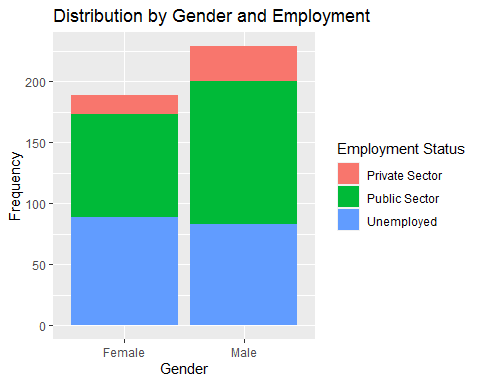 Distribution by Gender and Employment
Frequency
200
150
100
50
0
Female
Male
Gender
Employment Status
Private Sector
Public Sector
Unemployed